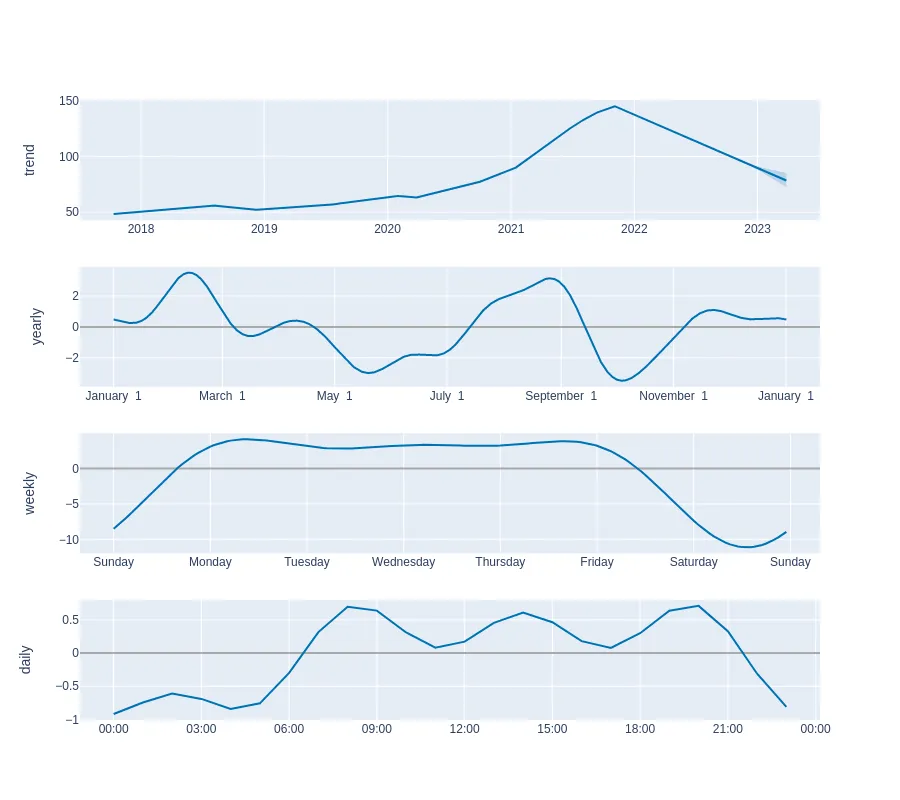 trend
150
100
50
2018 2019 2020 2021 2022 2023
yearly
2
0
−2
January 1 March 1 May 1 July 1 September 1 November 1 January 1
weekly
0
−5
−10
Sunday Monday Tuesday Wednesday Thursday Friday Saturday Sunday
daily
0.5
0
−0.5
−1
00:00 03:00 06:00 09:00 12:00 15:00 18:00 21:00 00:00